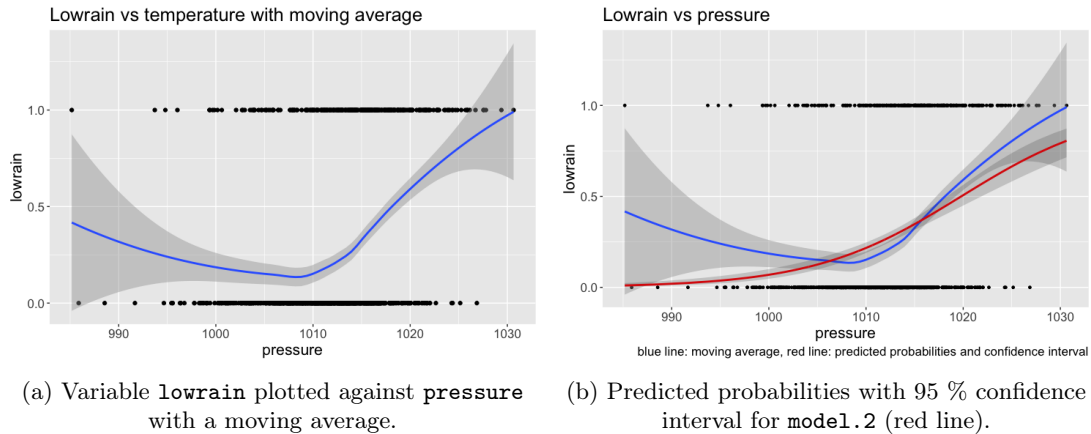 Lowrain vs temperature with moving average
1.0
0.5
0.0
lowrain
990
1000
1010
1020
1030
pressure
(a) Variable lowrain plotted against pressure
with a moving average.
Lowrain vs pressure
1.0
0.5
0.0
lowrain
990
1000
1010
1020
1030
pressure
blue line: moving average, red line: predicted probabilities and confidence interval
(b) Predicted probabilities with 95 % confidence
interval for model.2 (red line).